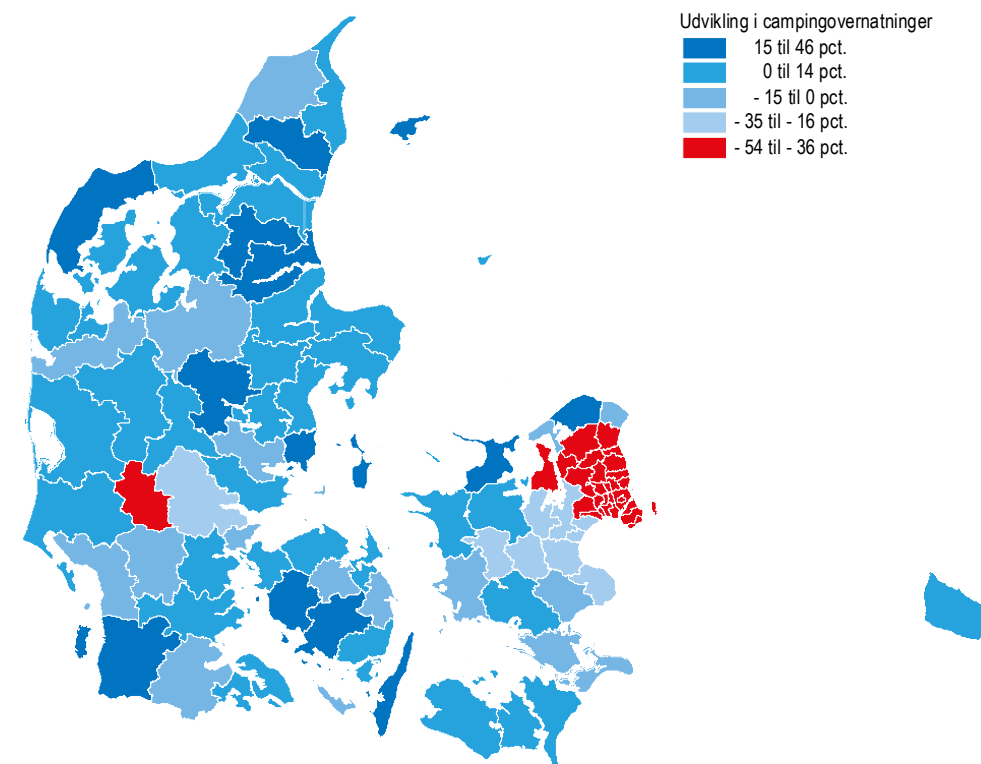 Udvikling i campingovernatninger
15 til 46 pct.
0 til 14 pct.
- 15 til 0 pct.
- 35 til - 16 pct.
- 54 til - 36 pct.